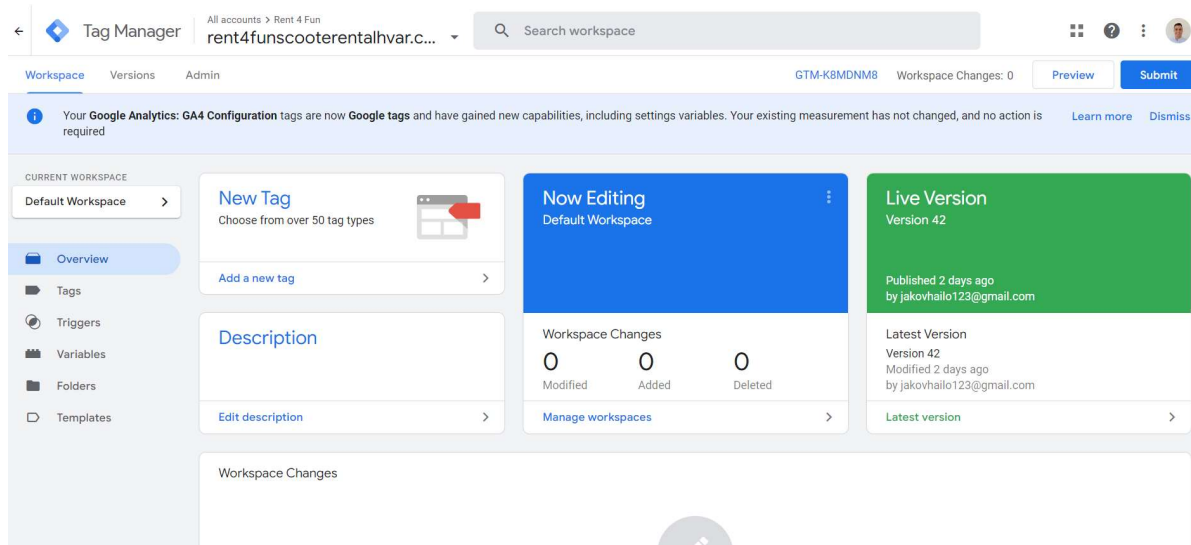 Tag Manager
All accounts > Rent 4 Fun
rent4funscooterentalhvar.c...
Search workspace
Workspace Versions Admin
GTM-K8MDNM8 Workspace Changes: 0 Preview Submit
Your Google Analytics: GA4 Configuration tags are now Google tags and have gained new capabilities, including settings variables. Your existing measurement has not changed, and no action is
required
Learn more Dismiss
CURRENT WORKSPACE
Default Workspace
Overview
Tags
Triggers
Variables
Folders
Templates
New Tag
Choose from over 50 tag types
Add a new tag
Description
Edit description
Now Editing
Default Workspace
Workspace Changes
0 0 0
Modified Added Deleted
Manage workspaces
Live Version
Version 42
Published 2 days ago
by jakovhailo123@gmail.com
Latest Version
Version 42
Modified 2 days ago
by jakovhailo123@gmail.com
Latest version
Workspace Changes